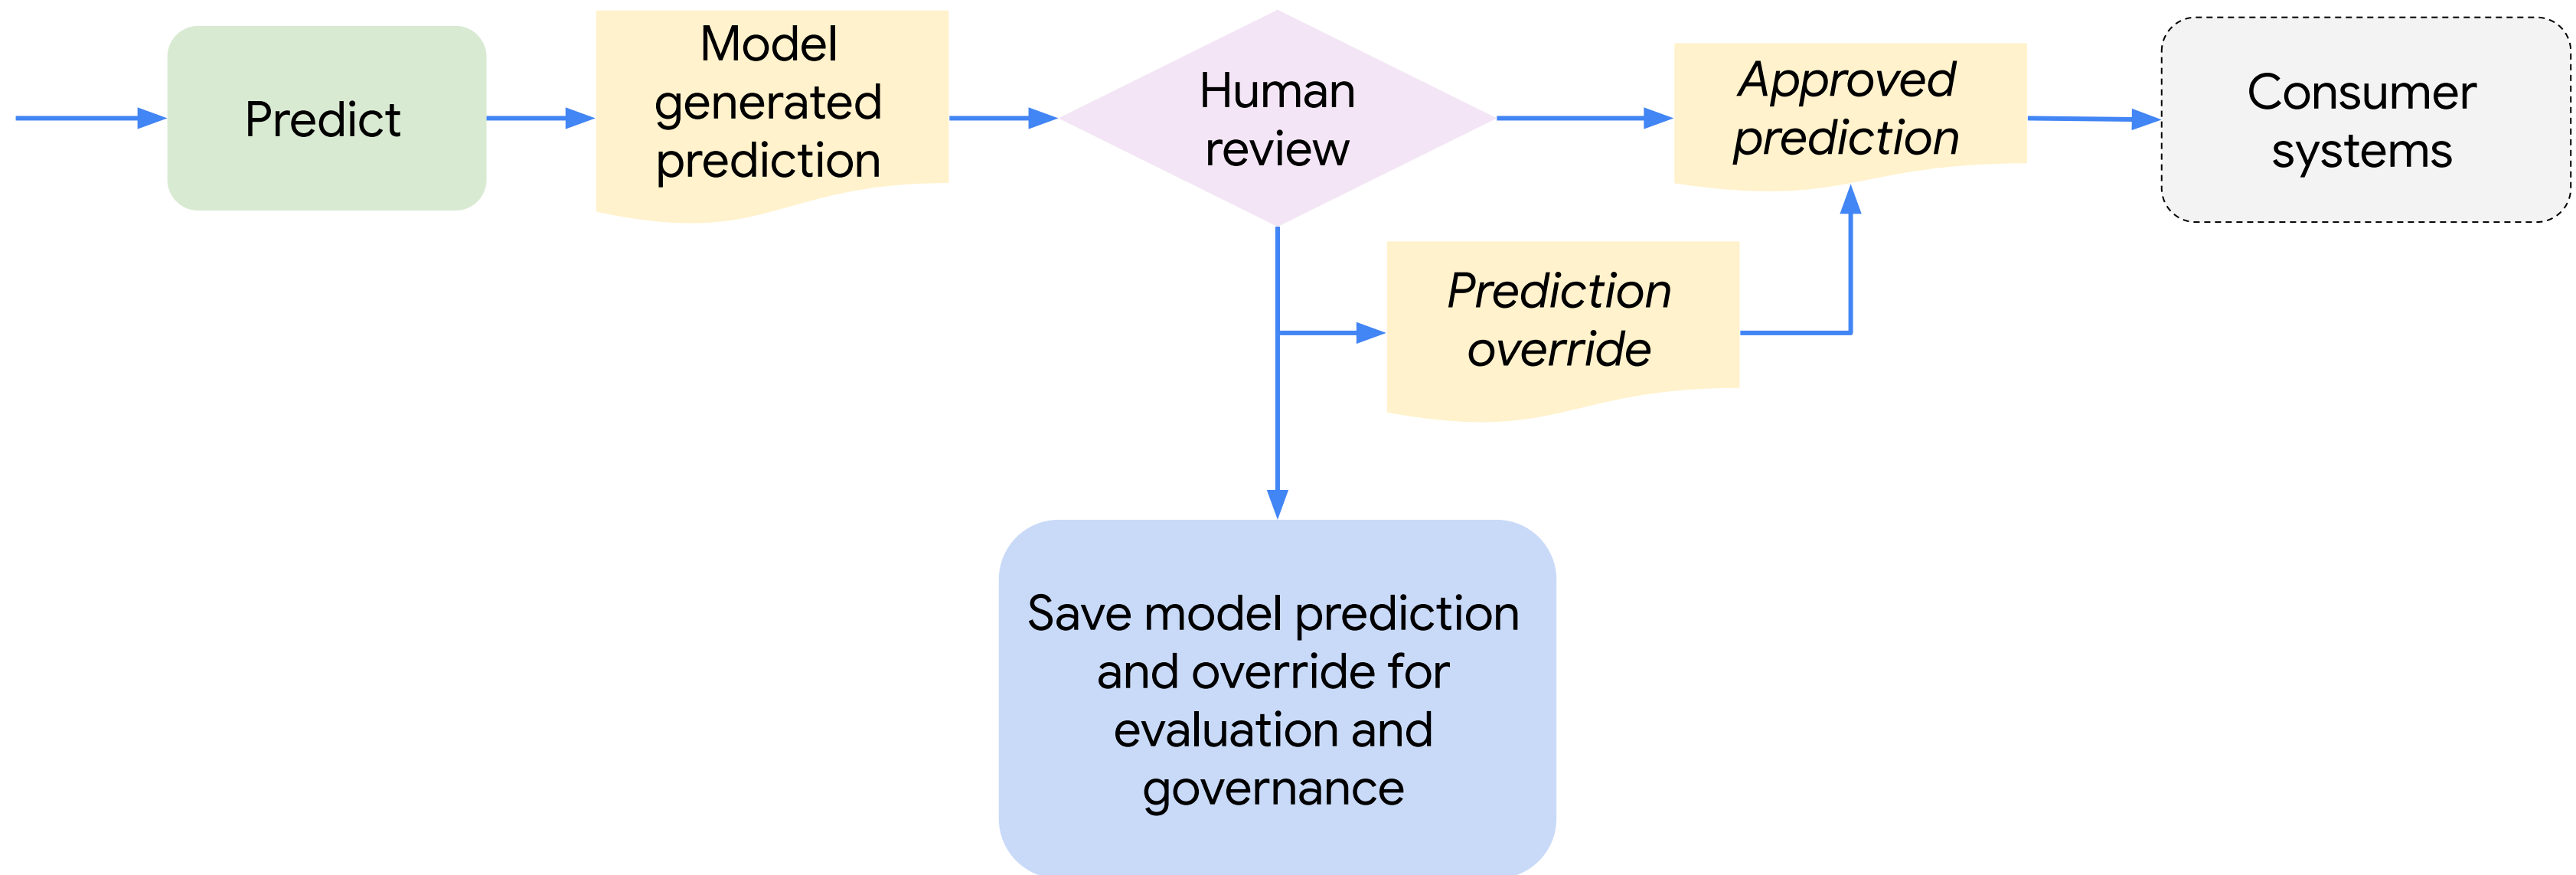 Predict
Model
generated
prediction
Human
review
Approved
prediction
Consumer
systems
Prediction
override
Save model prediction
and override for
evaluation and
governance